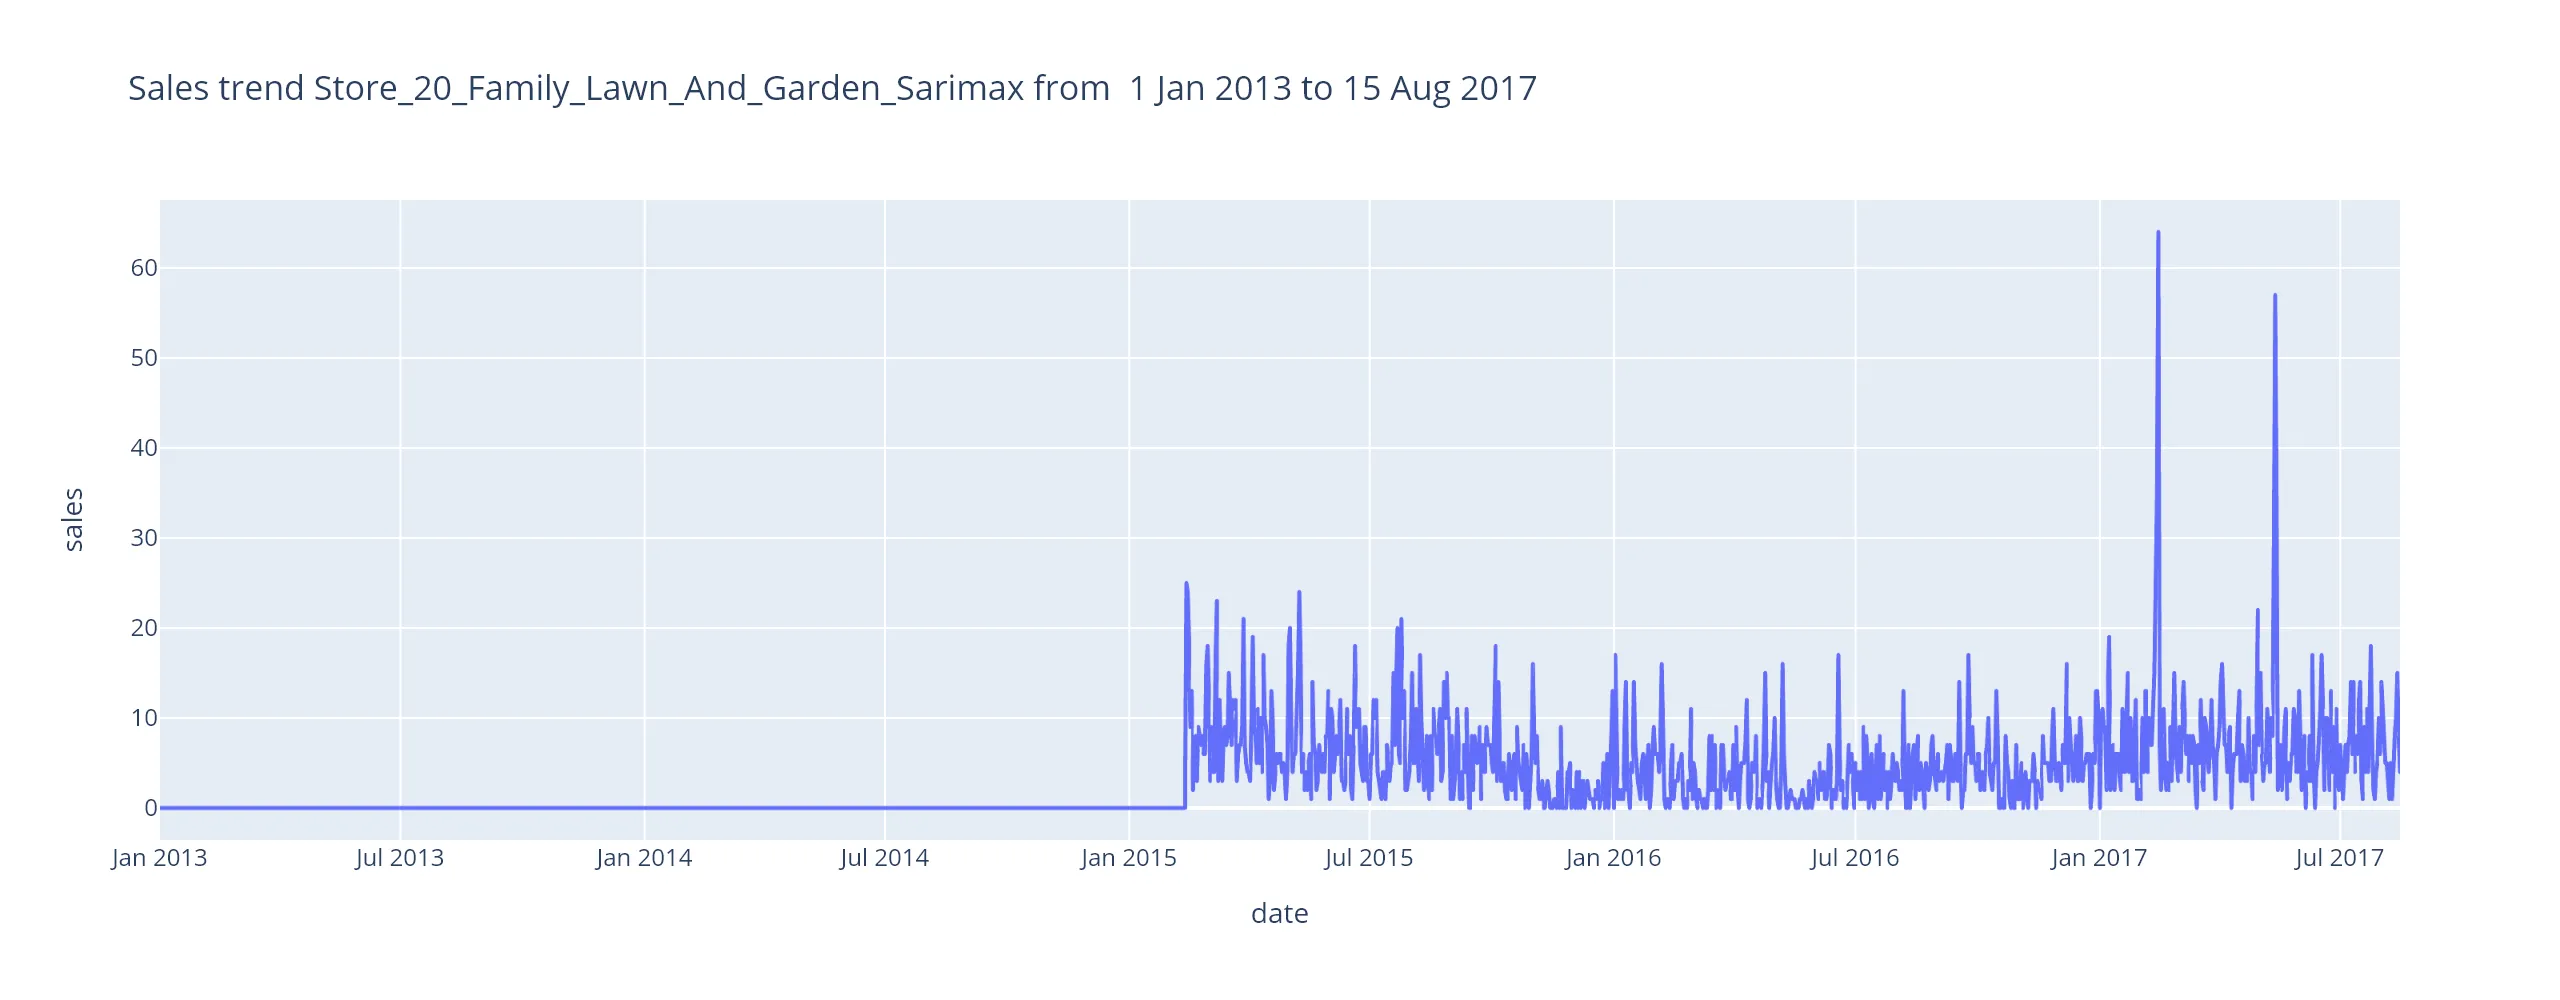 Sales trend Store_20_Family_Lawn_And_Garden_Sarimax from  1 Jan 2013 to 15 Aug 2017
60
50
40
30
20
10
0
sales
Jan 2013
Jul 2013
Jan 2014
Jul 2014
Jan 2015
Jul 2015
Jan 2016
Jul 2016
Jan 2017
Jul 2017
date